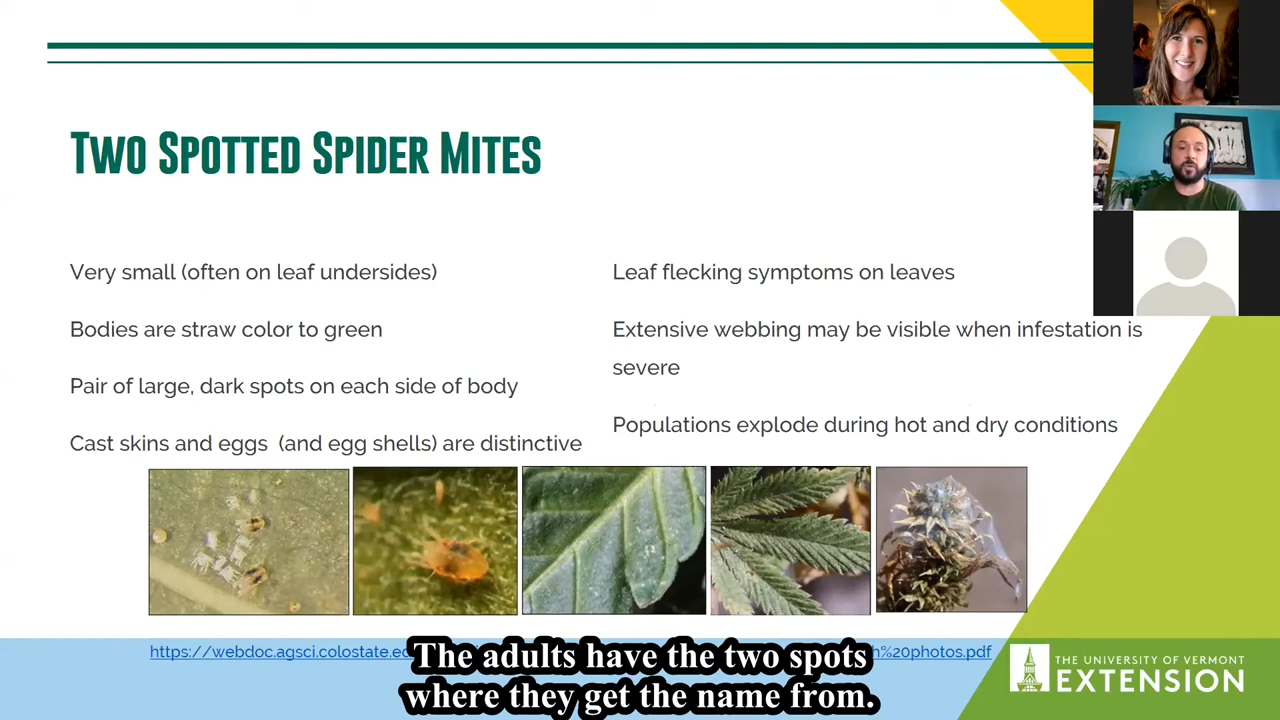 TWO SPOTTED SPIDER MITES
Very small (often on leaf undersides)
Bodies are straw color to green
Pair of large, dark spots on each side of body
Cast skins and eggs (and egg shells) are distinctive
Leaf flecking symptoms on leaves
Extensive webbing may be visible when infestation is
severe
Populations explode during hot and dry conditions
https://webdoc.agsci.colostate.e h%20photos.pdf
The adults have the two spots
where they get the name from.
THE UNIVERSITY OF VERMONT
EXTENSION